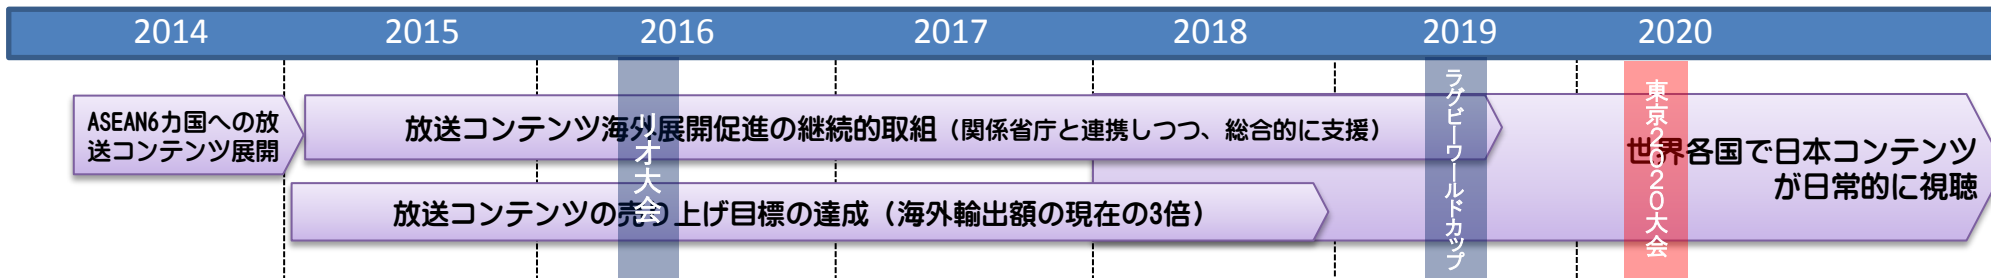 2014 2015 2016 2017 2018 2019 2020
ASEAN6カ国への放
送コンテンツ展開
放送コンテンツ海外展開促進の継続的取組（関係省庁と連携しつつ、総合的に支援）
放送コンテンツの売り上げ目標の達成（海外輸出額の現在の3倍）
リオ大会
ラグビーワールドカップ
東京2020大会
世界各国で日本コンテンツ
が日常的に視聴